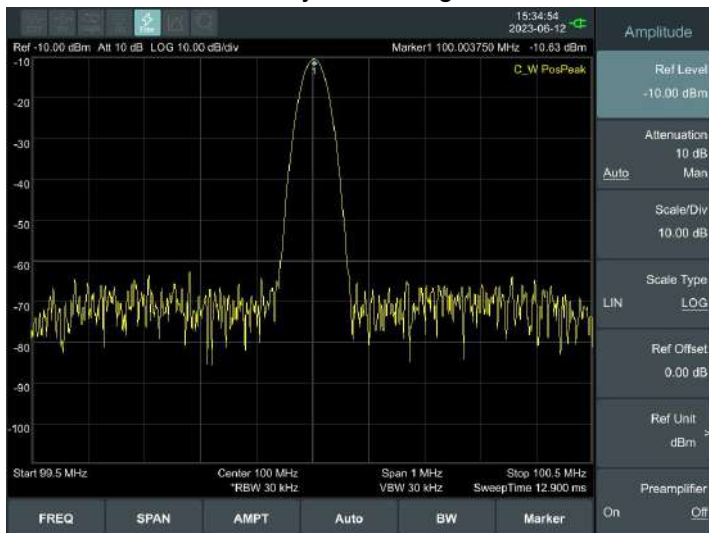 15:34:54
2023-06-12
Ref -10.00 dBm Att 10 dB LOG 10.00 dB/div Marker1 100.003750 MHz -10.63 dBm
C_W PosPeak
1
-10
-20
-30
-40
-50
-60
-70
-80
-90
-100
Start 99.5 MHz Center 100 MHz Span 1 MHz Stop 100.5 MHz
*RBW 30 kHz VBW 30 kHz SweepTime 12.900 ms
FREQ SPAN AMPT Auto BW Marker
Amplitude
Ref Level
-10.00 dBm
Attenuation
10 dB
Auto Man
Scale/Div
10.00 dB
Scale Type
LIN LOG
Ref Offset
0.00 dB
Ref Unit
dBm >
Preamplifier
On Off